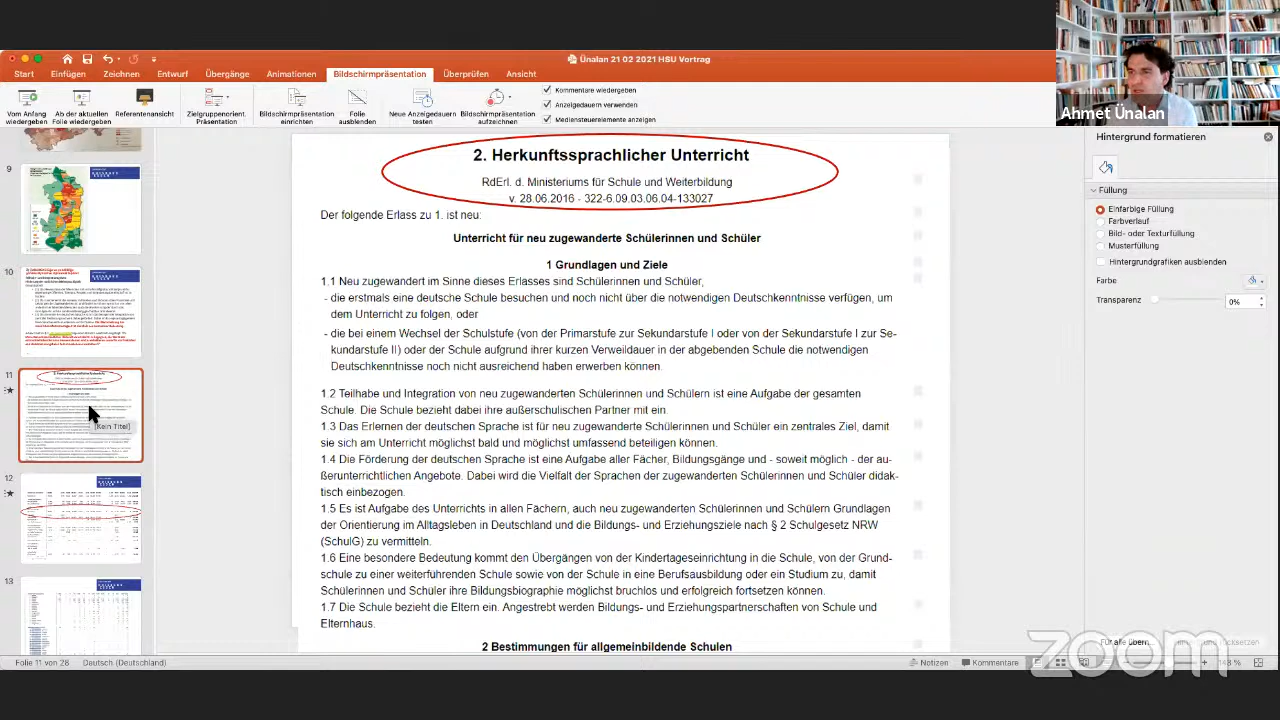 Ünalan 21 02 2021 HSU Vortrag
Start Einfügen Zeichnen Entwurf Übergänge Animationen Bildschirmpräsentation Überprüfen Ansicht
Vom Anfang wiedergeben
Ab der aktuellen Folie wiedergeben
Referentenansicht
Zielgruppenorient. Präsentation
Bildschirmpräsentation einrichten
Folie ausblenden
Neue Anzeigedauern testen
Bildschirmpräsentation aufzeichnen
Kommentare wiedergeben
Anzeigedauern verwenden
Mediensteuerelemente anzeigen
Ahmet Ünalan
9
10
11
[Kein Titel]
12
13
2. Herkunftssprachlicher Unterricht
RdErl. d. Ministeriums für Schule und Weiterbildung
v. 28.06.2016 - 322-6.09.03.06.04-133027
Der folgende Erlass zu 1. ist neu:
Unterricht für neu zugewanderte Schülerinnen und Schüler
1 Grundlagen und Ziele
1.1 Neu zugewandert im Sinne dieses Erlasses sind Schülerinnen und Schüler,
- die erstmals eine deutsche Schule besuchen und noch nicht über die notwendigen Deutschkenntnisse verfügen, um
dem Unterricht zu folgen, oder
- die bei einem Wechsel der Schulstufe (von der Primarstufe zur Sekundarstufe I oder von der Sekundarstufe I zur Se-
kundarstufe II) oder der Schule aufgrund ihrer kurzen Verweildauer in der abgebenden Schule die notwendigen
Deutschkenntnisse noch nicht ausreichend haben erwerben können.
1.2 Teilhabe und Integration von neu zugewanderten Schülerinnen und Schülern ist eine Aufgabe der gesamten
Schule. Die Schule bezieht dabei ihre außerschulischen Partner mit ein.
1.3 Das Erlernen der deutschen Sprache ist für neu zugewanderte Schülerinnen und Schüler ein zentrales Ziel, damit
sie sich am Unterricht möglichst bald und möglichst umfassend beteiligen können.
1.4 Die Förderung der deutschen Sprache ist eine Aufgabe aller Fächer, Bildungsgänge und - soweit möglich - der au-
ßerunterrichtlichen Angebote. Dabei wird die Vielfalt der Sprachen der zugewanderten Schülerinnen und Schüler didak-
tisch einbezogen.
1.5 Es ist Aufgabe des Unterrichts in allen Fächern, auch neu zugewanderten Schülerinnen und Schülern Grundlagen
der Orientierung im Alltagsleben in Deutschland und die Bildungs- und Erziehungsziele nach § 2 Schulgesetz NRW
(SchulG) zu vermitteln.
1.6 Eine besondere Bedeutung kommt den Übergängen von der Kindertageseinrichtung in die Schule, von der Grund-
schule zu einer weiterführenden Schule sowie von der Schule in eine Berufsausbildung oder ein Studium zu, damit
Schülerinnen und Schüler ihre Bildungsbiographie möglichst bruchlos und erfolgreich fortsetzen können.
1.7 Die Schule bezieht die Eltern ein. Angestrebt werden Bildungs- und Erziehungspartnerschaften von Schule und
Elternhaus.
2 Bestimmungen für allgemeinbildende Schulen
Hintergrund formatieren
Füllung
Einfarbige Füllung
Farbverlauf
Bild- oder Texturfüllung
Musterfüllung
Hintergrundgrafiken ausblenden
Farbe
Transparenz 0%
Folie 11 von 28 Deutsch (Deutschland)
Notizen Kommentare
zoom